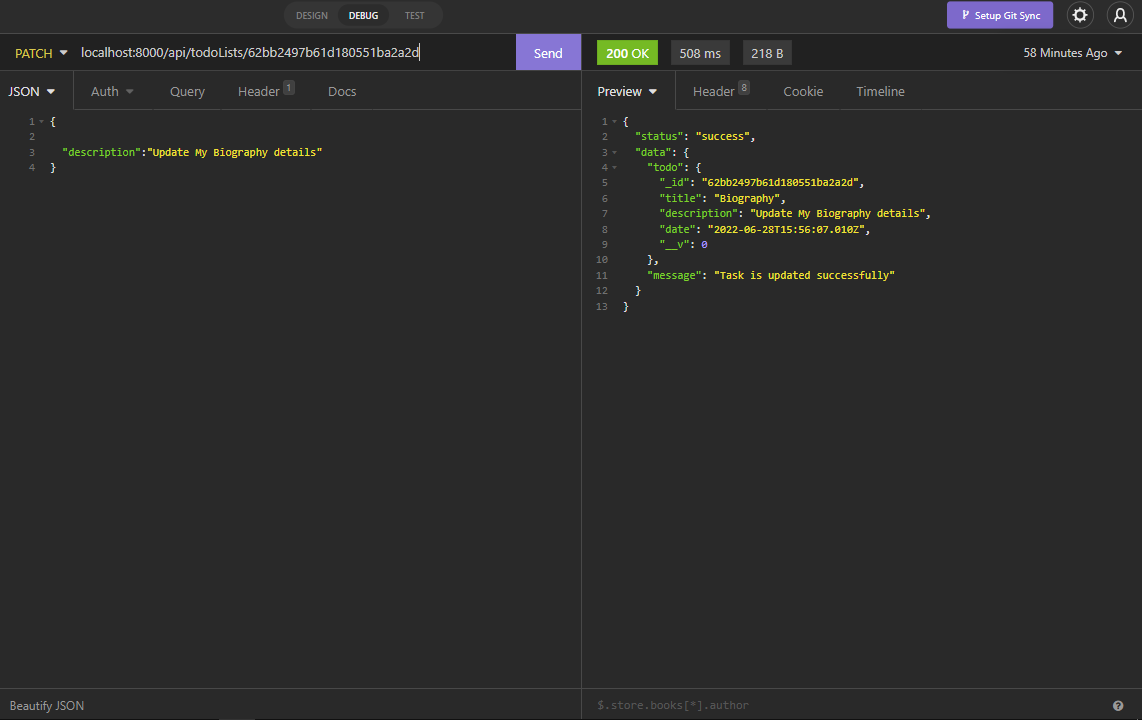 DESIGN DEBUG TEST
Setup Git Sync
PATCH localhost:8000/api/todoLists/62bb2497b61d180551ba2a2d Send
200 OK 508 ms 218 B 58 Minutes Ago
JSON Auth Query Header 1 Docs
Preview Header 8 Cookie Timeline
1 {
2
3 "description":"Update My Biography details"
4 }
1 {
2 "status": "success",
3 "data": {
4 "todo": {
5 "_id": "62bb2497b61d180551ba2a2d",
6 "title": "Biography",
7 "description": "Update My Biography details",
8 "date": "2022-06-28T15:56:07.010Z",
9 "__v": 0
10 },
11 "message": "Task is updated successfully"
12 }
13 }
Beautify JSON
$.store.books[*].author
?